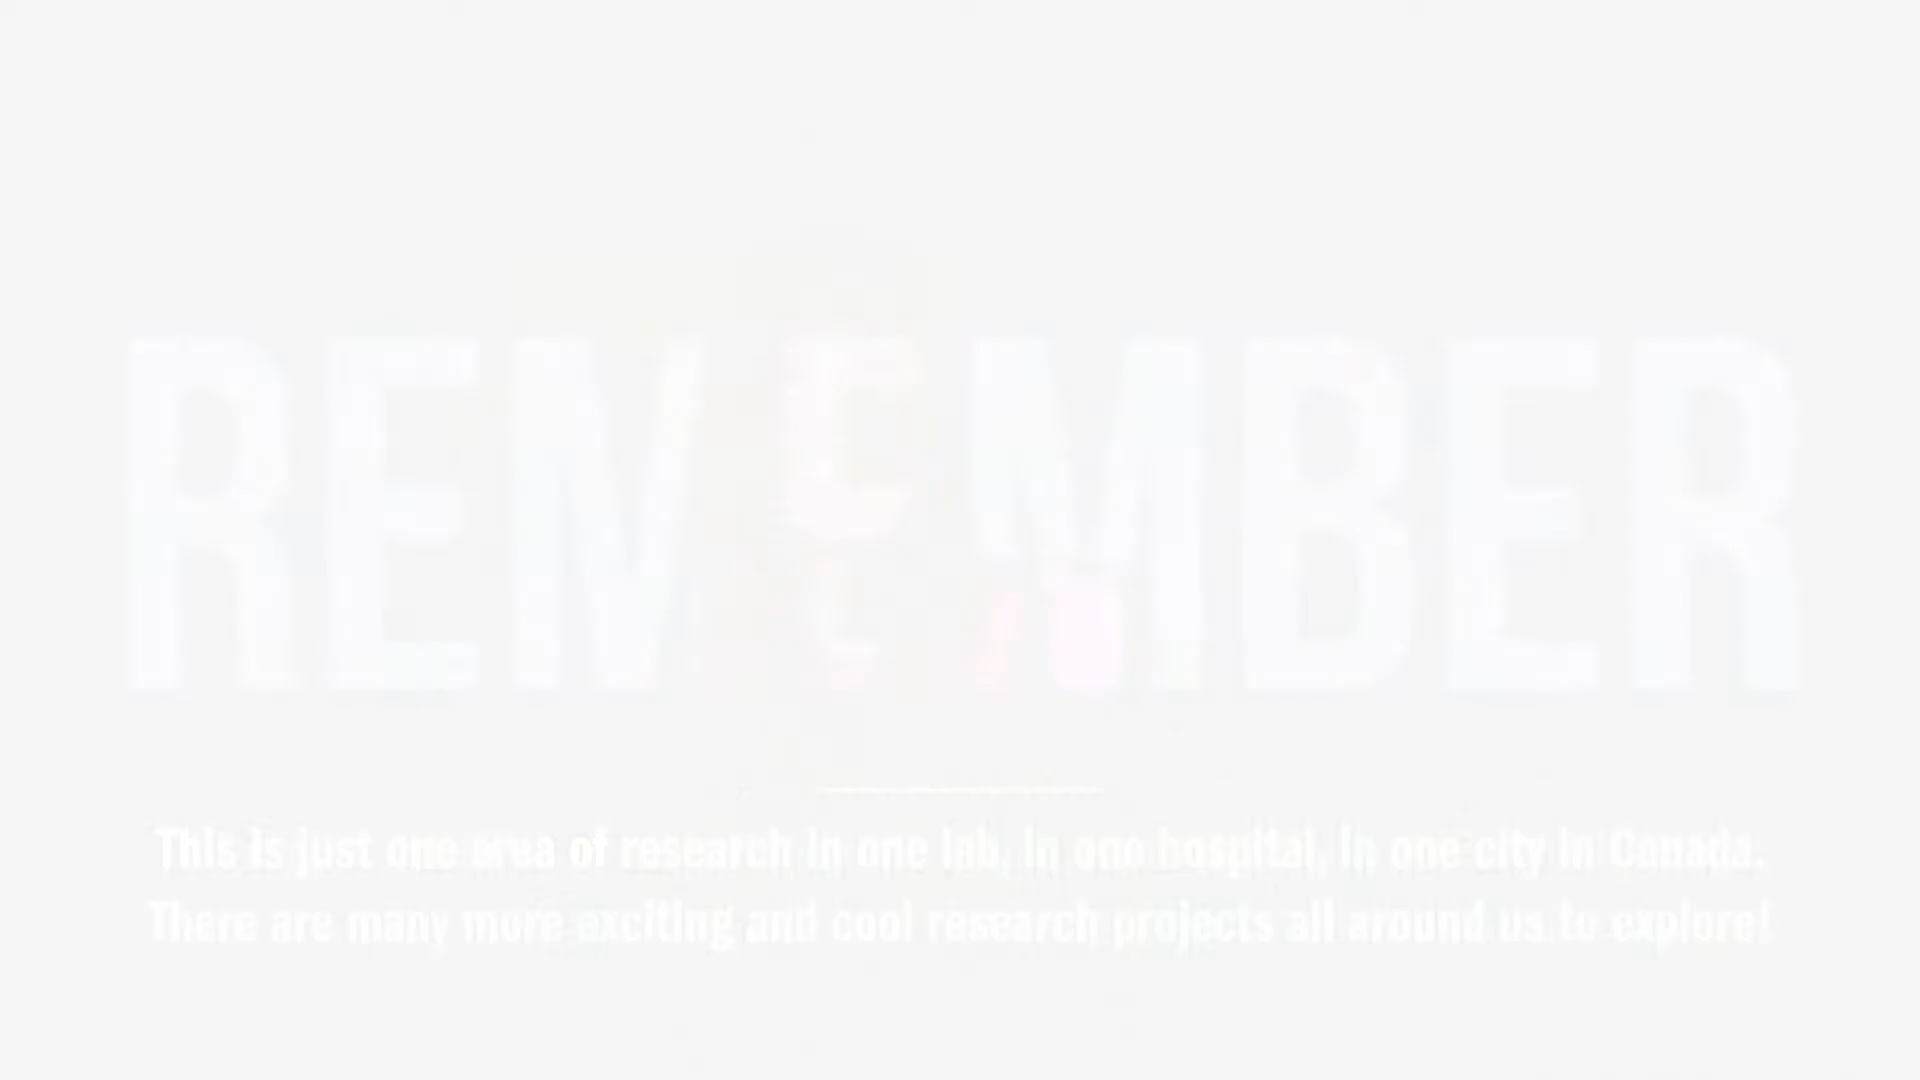 REMEMBER
This is just one area of research in one lab, in one hospital, in one city in Canada.
There are many more exciting and cool research projects all around us to explore!